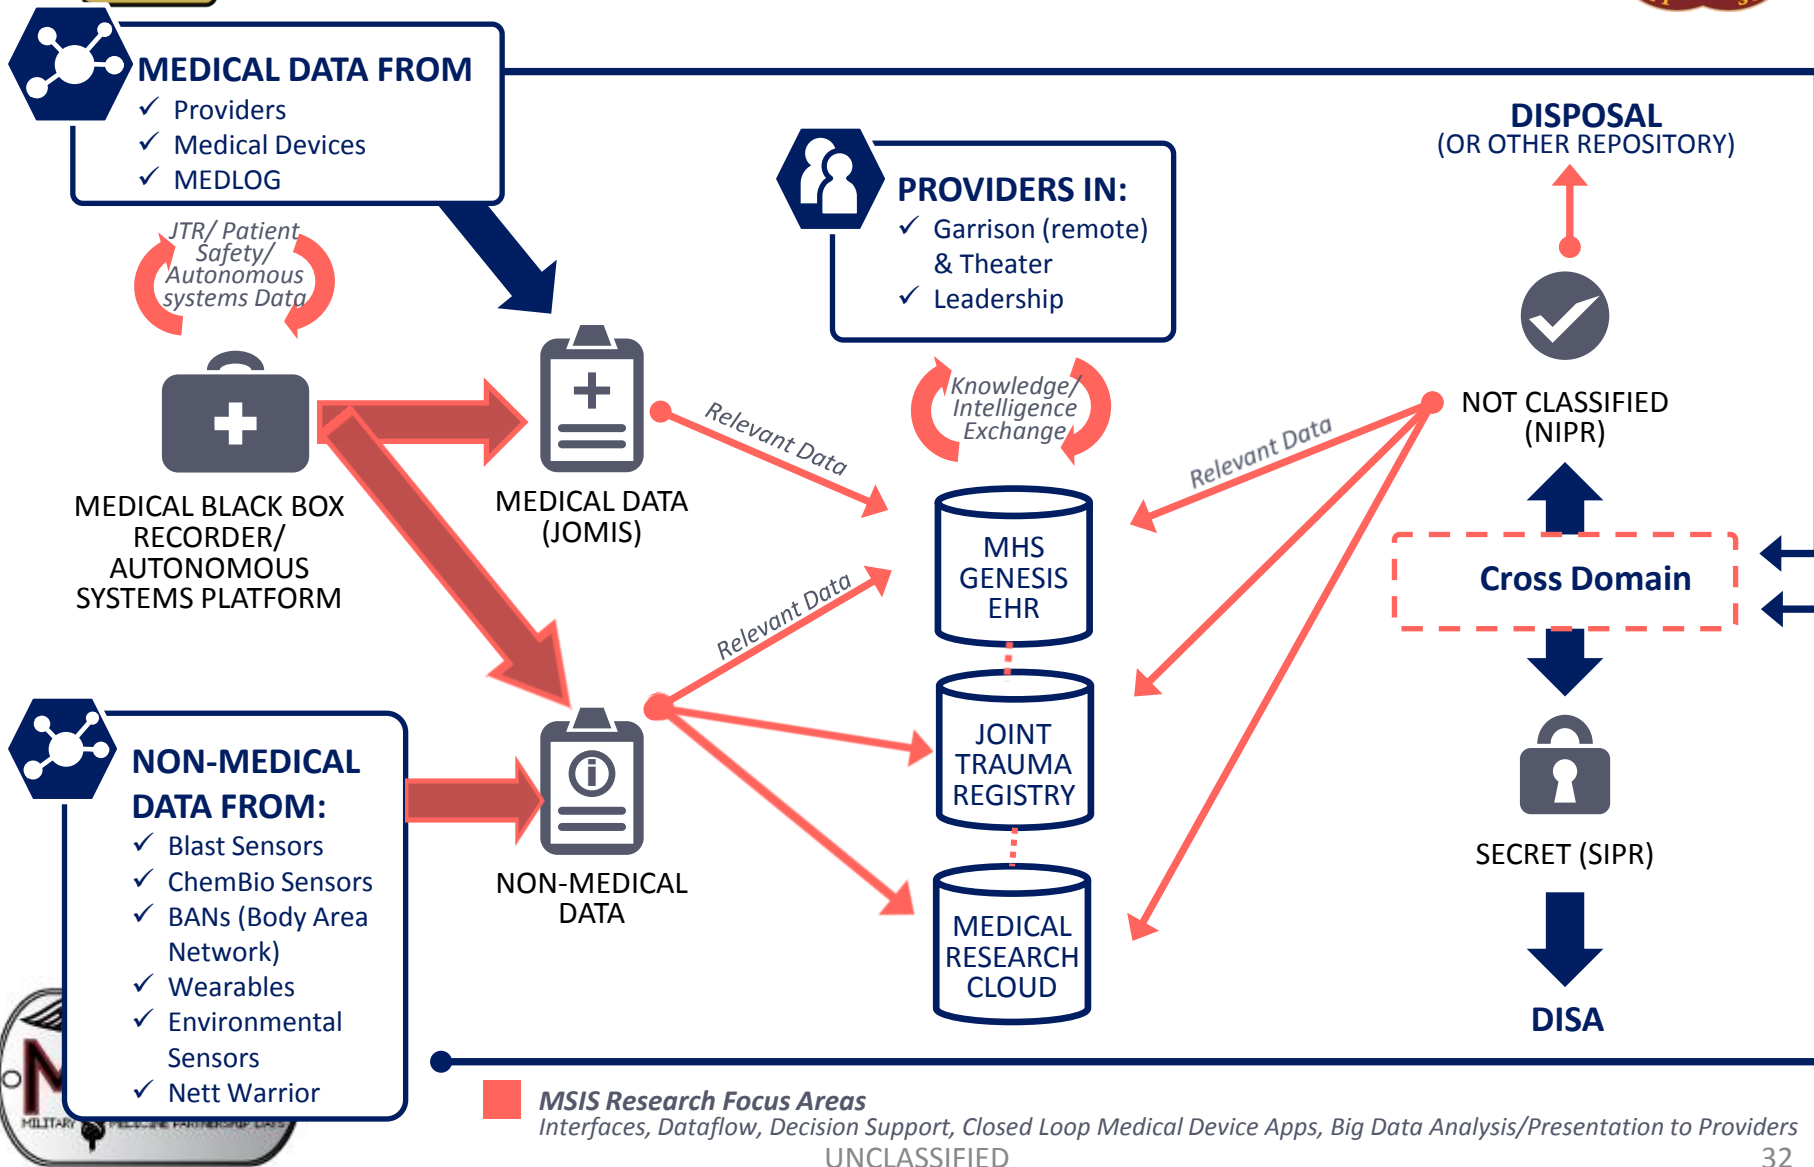 MEDICAL DATA FROM
✓ Providers
✓ Medical Devices
✓ MEDLOG
JTR/ Patient
Safety/
Autonomous
systems Data
MEDICAL BLACK BOX
RECORDER/
AUTONOMOUS
SYSTEMS PLATFORM
MEDICAL DATA
(JOMIS)
NON-MEDICAL
DATA FROM:
✓ Blast Sensors
✓ ChemBio Sensors
✓ BANs (Body Area
Network)
✓ Wearables
✓ Environmental
Sensors
✓ Nett Warrior
NON-MEDICAL
DATA
PROVIDERS IN:
✓ Garrison (remote)
& Theater
✓ Leadership
Knowledge/
Intelligence
Exchange
Relevant Data
Relevant Data
Relevant Data
MHS
GENESIS
EHR
JOINT
TRAUMA
REGISTRY
MEDICAL
RESEARCH
CLOUD
DISPOSAL
(OR OTHER REPOSITORY)
NOT CLASSIFIED
(NIPR)
Cross Domain
SECRET (SIPR)
DISA
MILITARY MEDICINE PARTNERSHIP DAYS
MSIS Research Focus Areas
Interfaces, Dataflow, Decision Support, Closed Loop Medical Device Apps, Big Data Analysis/Presentation to Providers
UNCLASSIFIED
32